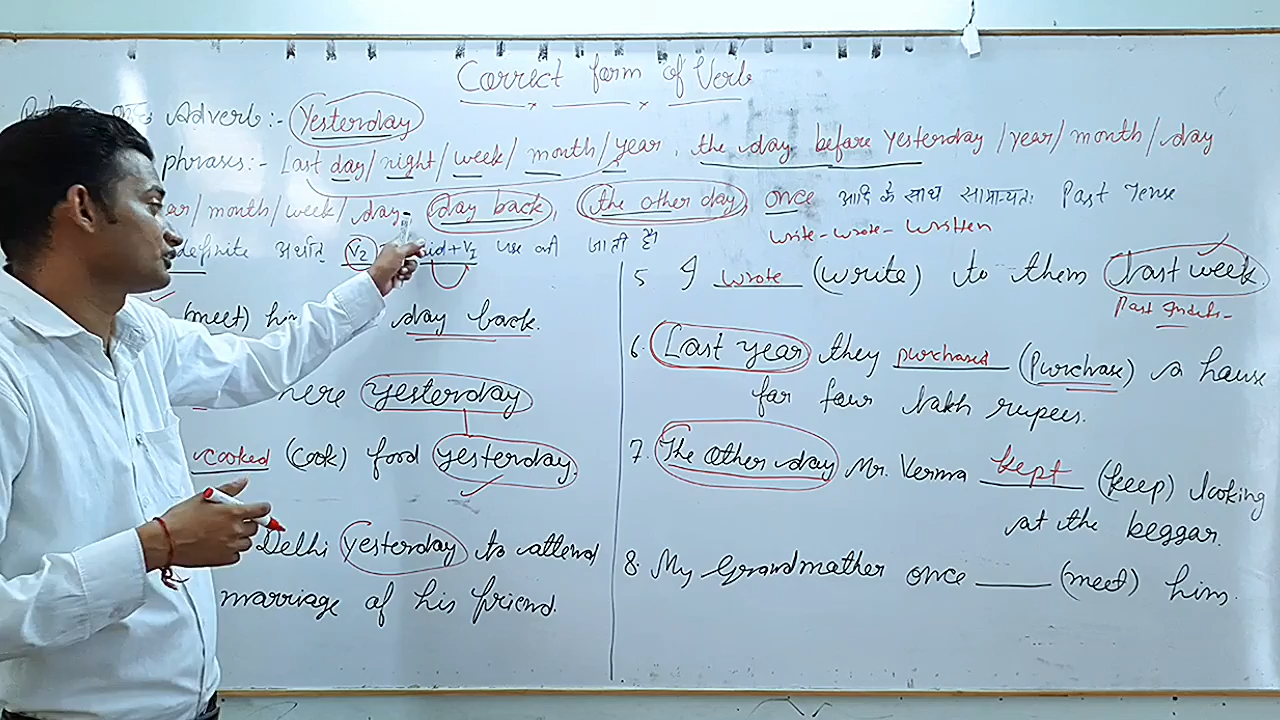 Correct form of Verb
Adverb:- Yesterday
phrases:- Last day/night/week/month/year, the day before yesterday/year/month/day
/month/week/day- day back, the other day, once आदि के साथ सामान्यतः Past Tense
definite अर्थात V2 did+V1 use की जाती है।
write-wrote-written
(meet) day back.
here yesterday
cooked (cook) food yesterday.
Delhi yesterday to attend
marriage of his friend.
5 I wrote (write) to them last week.
Past Indefi-
6 Last year they purchased (purchase) a house
for four lakh rupees.
7. The other day Mr. Verma kept (keep) looking
at the beggar.
8. My Grandmother once ____ (meet) him.